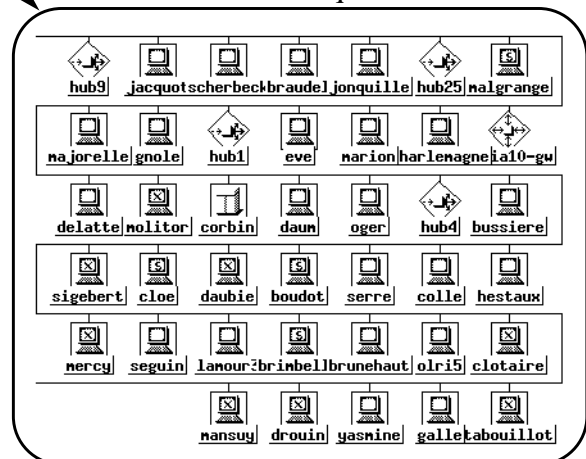 hub9 jacquot scherbeck braudel jonquille hub25 malgrange
majorelle gnole hub1 eve marion harlemagne ia10-gw
delatte molitor corbin daum oger hub4 bussiere
sigebert cloe daubie boudot serre colle hestaux
mercy seguin lamour3 brimbell brunehaut olri5 clotaire
mansuy drouin yasmine galle tabouillot